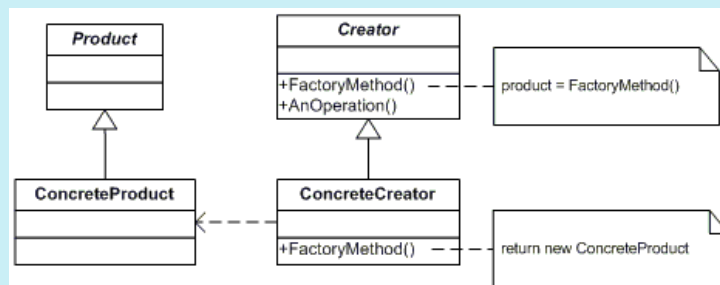 Product
Creator
+FactoryMethod()
+AnOperation()
product = FactoryMethod()
ConcreteProduct
ConcreteCreator
+FactoryMethod()
return new ConcreteProduct